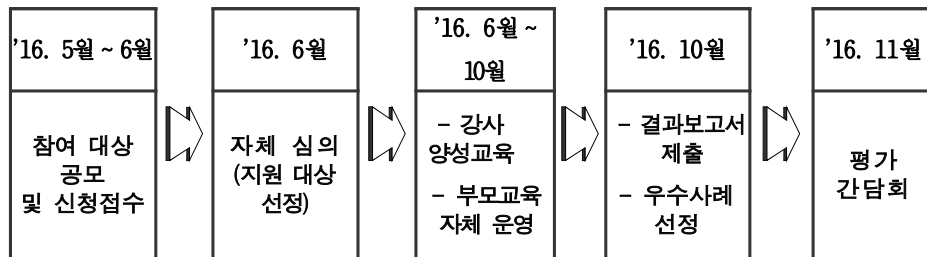 '16. 5월 ~ 6월
참여 대상
공모
및 신청접수
'16. 6월
자체 심의
(지원 대상
선정)
'16. 6월 ~
10월
- 강사
양성교육
- 부모교육
자체 운영
'16. 10월
- 결과보고서
제출
- 우수사례
선정
'16. 11월
평가
간담회